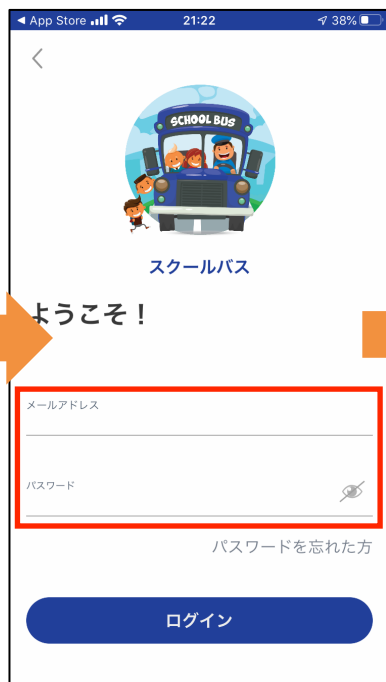 App Store 21:22 38%
SCHOOL BUS
スクールバス
ようこそ！
メールアドレス
パスワード
パスワードを忘れた方
ログイン